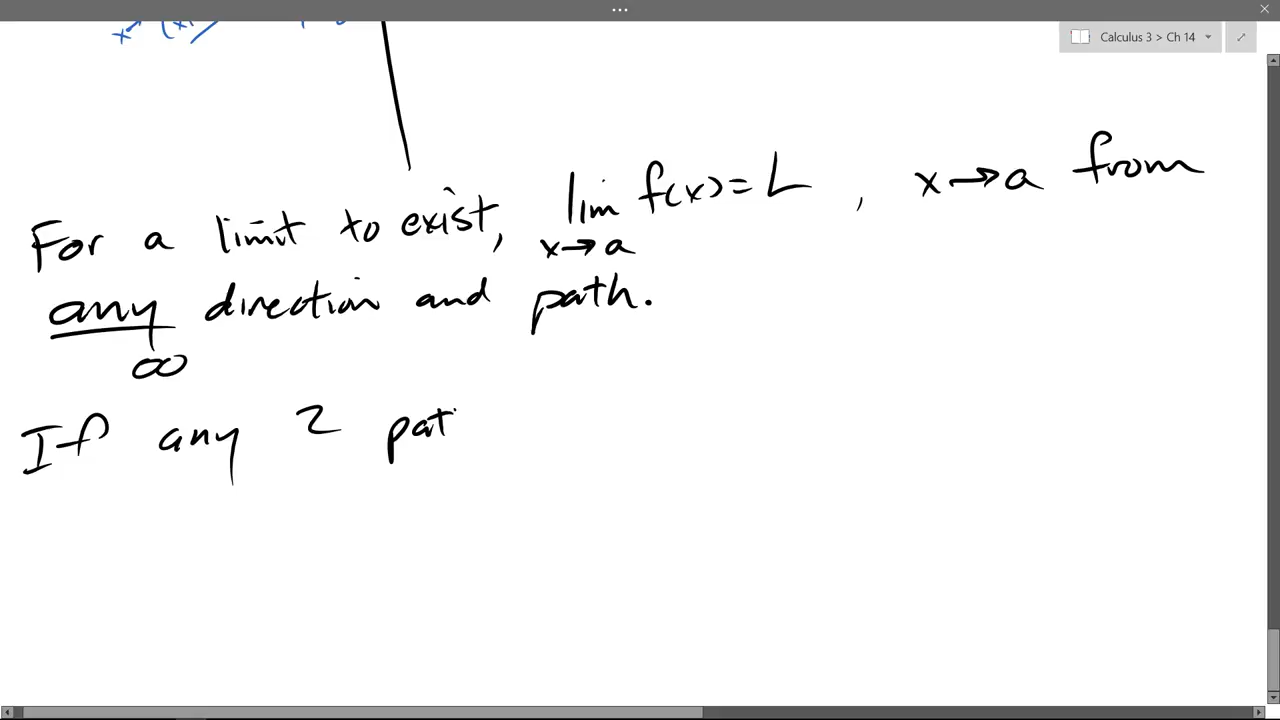 Calculus 3 > Ch 14
For a limit to exist, lim f(x) = L , x → a from
x → a
any direction and path.
∞
If any 2 pat